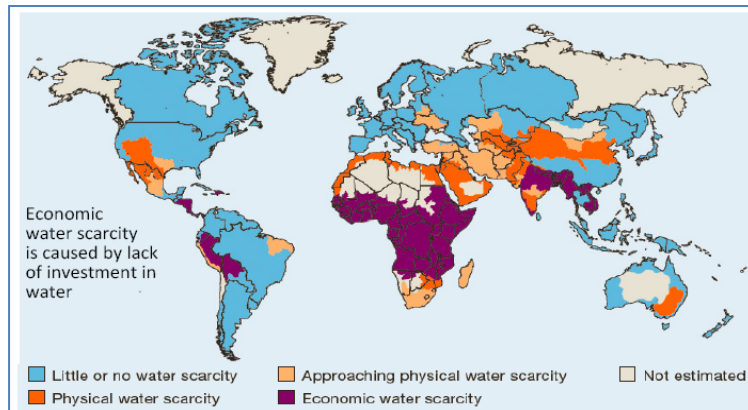 Economic
water scarcity
is caused by lack
of investment in
water
Little or no water scarcity
Approaching physical water scarcity
Not estimated
Physical water scarcity
Economic water scarcity